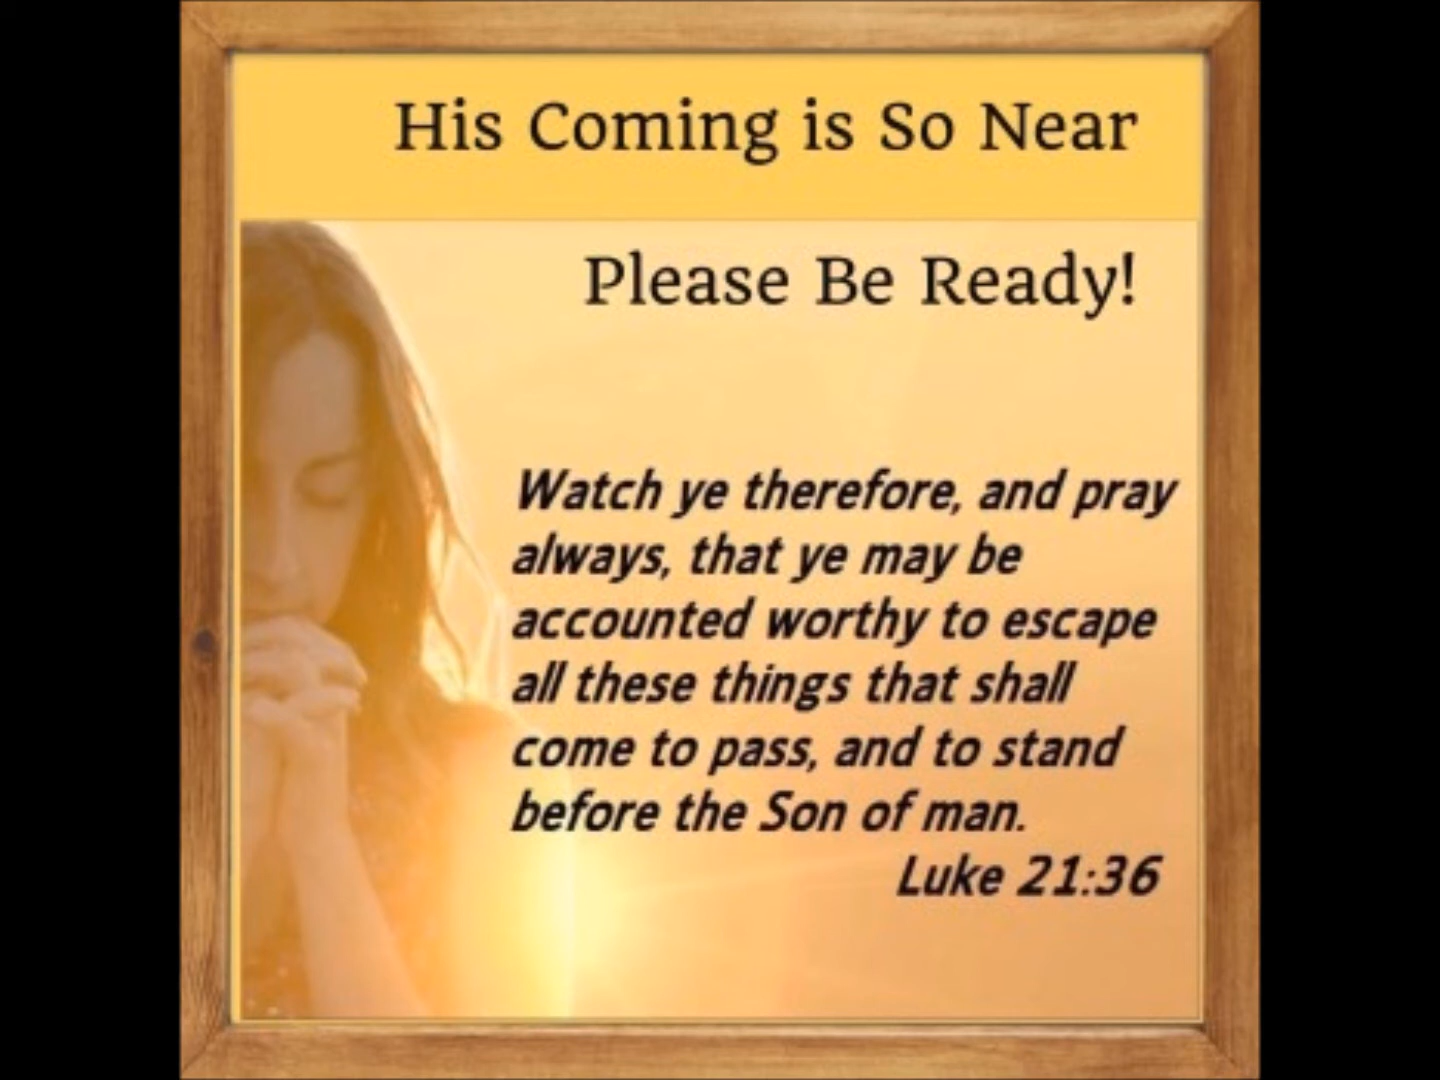 His Coming is So Near
Please Be Ready!
Watch ye therefore, and pray
always, that ye may be
accounted worthy to escape
all these things that shall
come to pass, and to stand
before the Son of man.
Luke 21:36